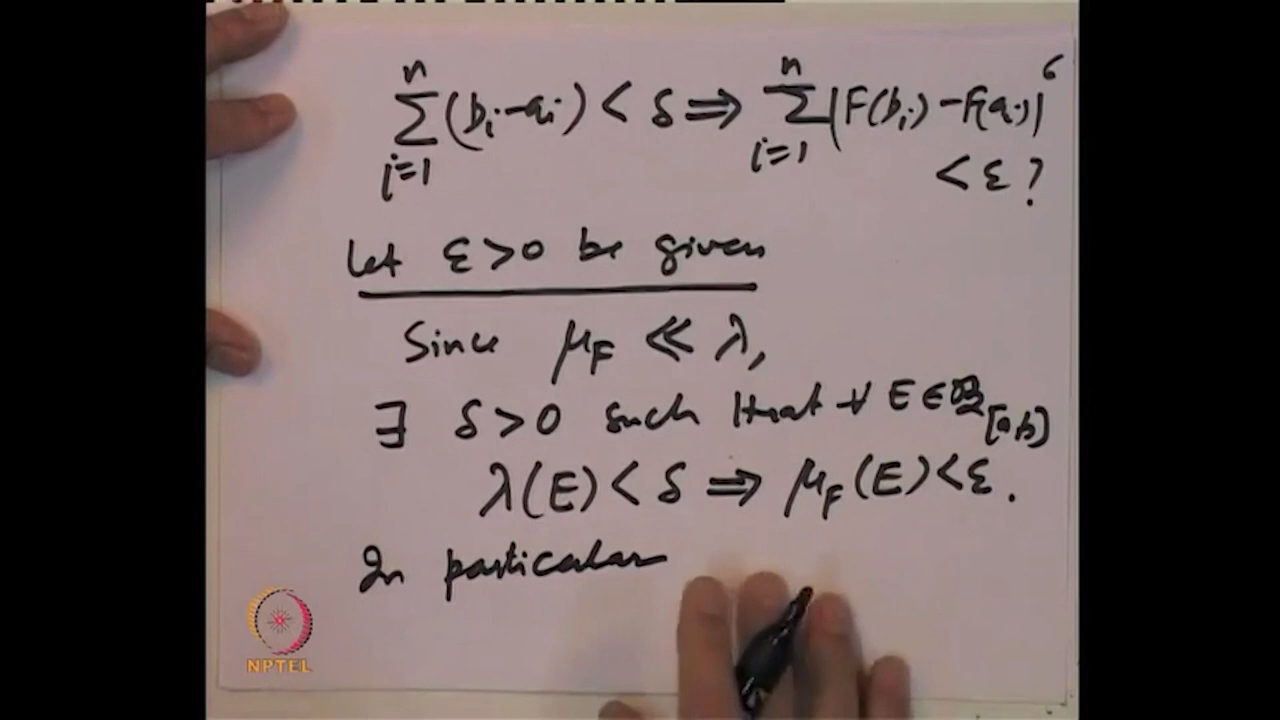 6
n n
∑(bᵢ-aᵢ) < δ ⇒ ∑|F(bᵢ)-F(aᵢ)|
i=1 i=1
< ε ?
Let ε>0 be given
Since μ_F ≪ λ,
∃ δ>0 such that ∀ E ∈ 𝓑_[a,b]
λ(E) < δ ⇒ μ_F(E) < ε.
In particular
NPTEL